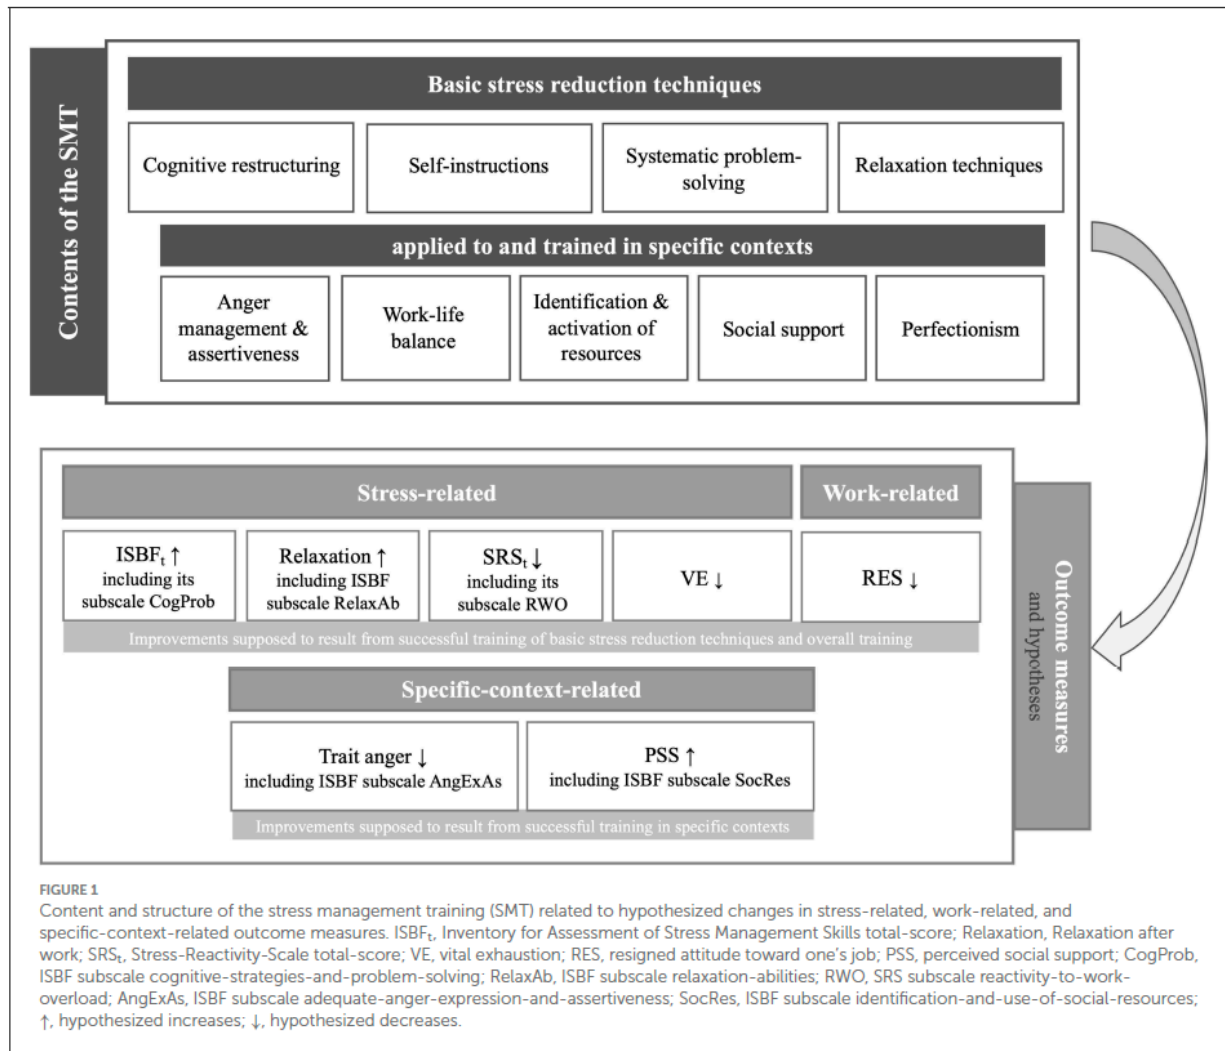 Contents of the SMT
Basic stress reduction techniques
Cognitive restructuring
Self-instructions
Systematic problem-
solving
Relaxation techniques
applied to and trained in specific contexts
Anger
management &
assertiveness
Work-life
balance
Identification &
activation of
resources
Social support
Perfectionism
Stress-related
Work-related
ISBFt ↑
including its
subscale CogProb
Relaxation ↑
including ISBF
subscale RelaxAb
SRSt ↓
including its
subscale RWO
VE ↓
RES ↓
Improvements supposed to result from successful training of basic stress reduction techniques and overall training
Specific-context-related
Trait anger ↓
including ISBF subscale AngExAs
PSS ↑
including ISBF subscale SocRes
Improvements supposed to result from successful training in specific contexts
Outcome measures
and hypotheses
FIGURE 1
Content and structure of the stress management training (SMT) related to hypothesized changes in stress-related, work-related, and
specific-context-related outcome measures. ISBFt, Inventory for Assessment of Stress Management Skills total-score; Relaxation, Relaxation after
work; SRSt, Stress-Reactivity-Scale total-score; VE, vital exhaustion; RES, resigned attitude toward one's job; PSS, perceived social support; CogProb,
ISBF subscale cognitive-strategies-and-problem-solving; RelaxAb, ISBF subscale relaxation-abilities; RWO, SRS subscale reactivity-to-work-
overload; AngExAs, ISBF subscale adequate-anger-expression-and-assertiveness; SocRes, ISBF subscale identification-and-use-of-social-resources;
↑, hypothesized increases; ↓, hypothesized decreases.